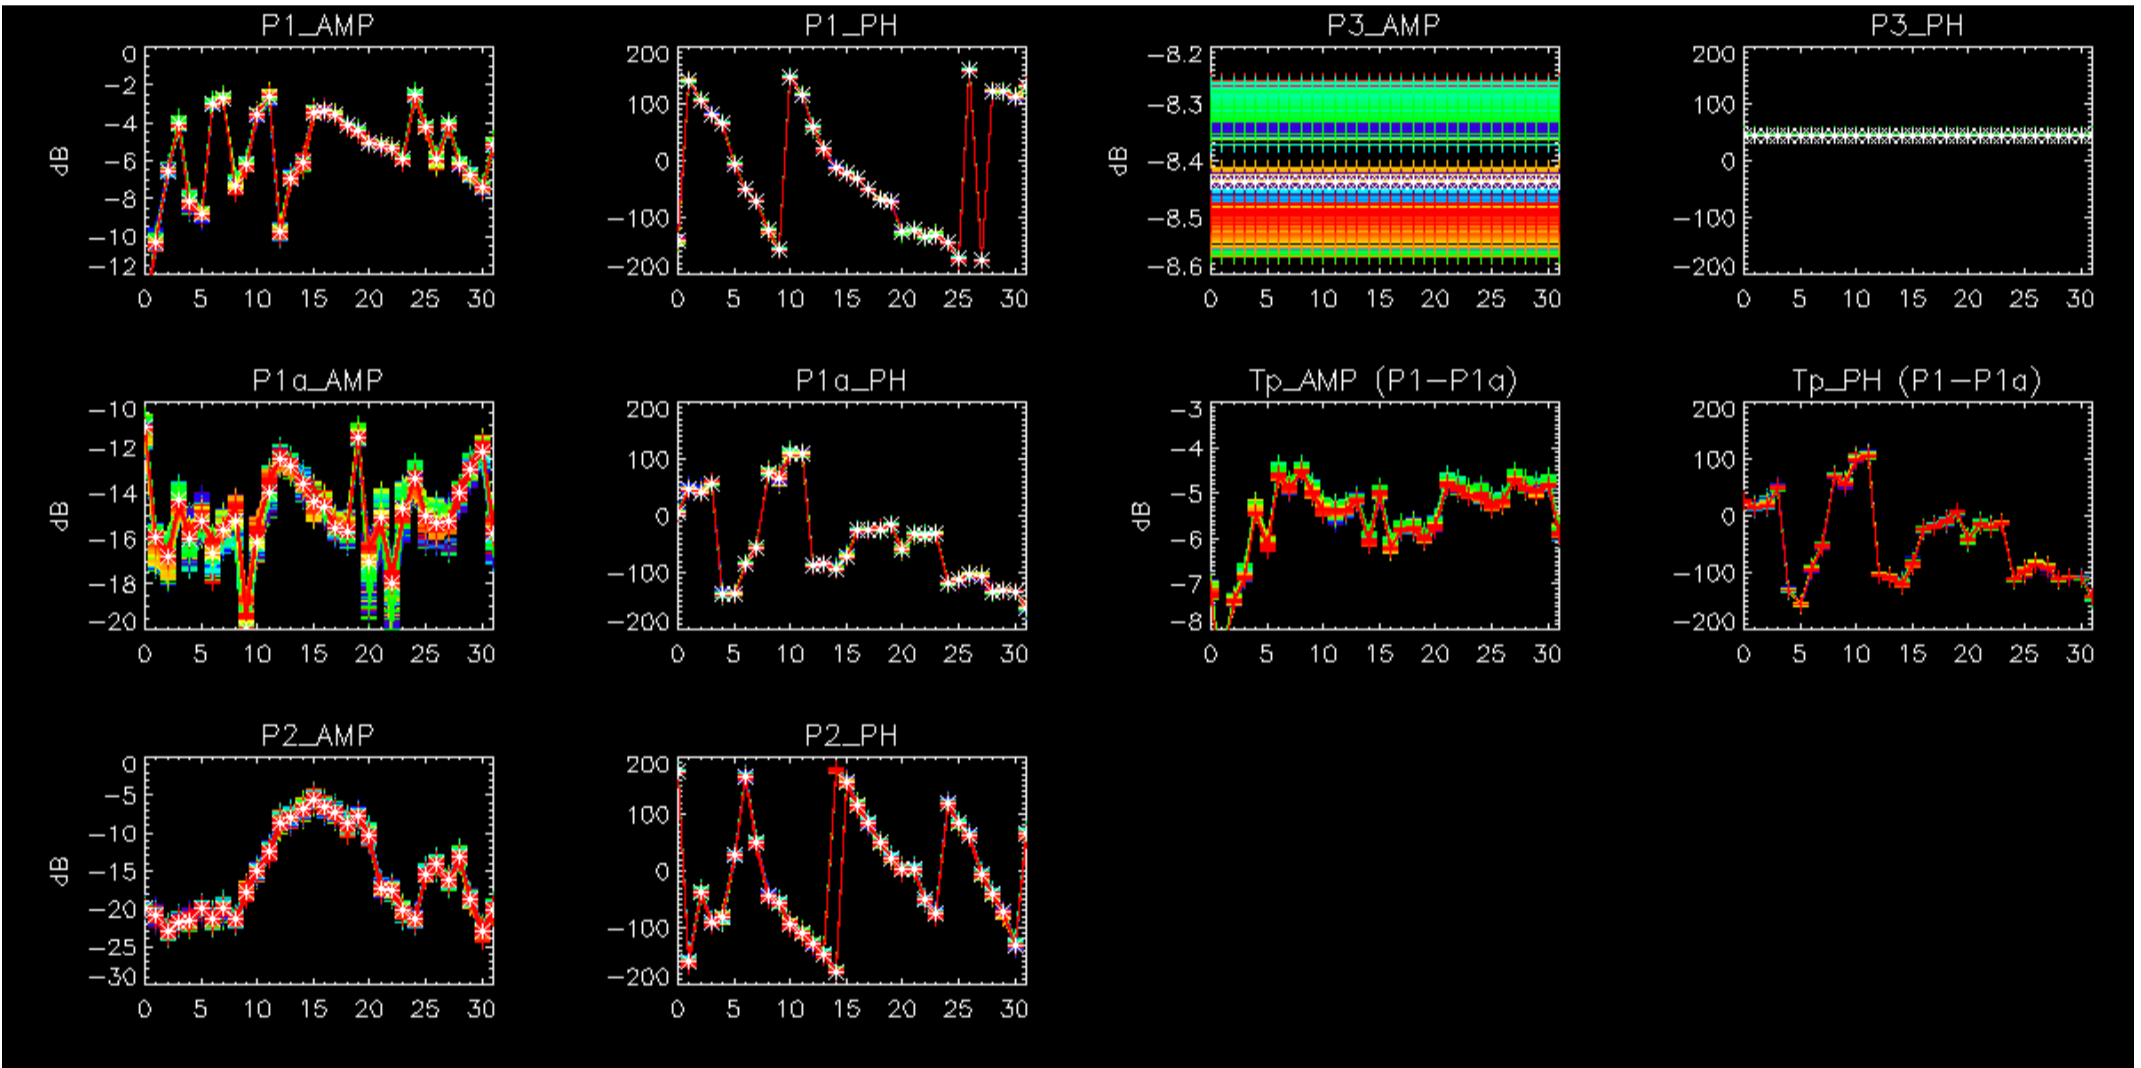 P1_AMP
0
-2
-4
-6
-8
-10
-12
dB
0 5 10 15 20 25 30
P1_PH
200
100
0
-100
-200
0 5 10 15 20 25 30
P3_AMP
-8.2
-8.3
-8.4
-8.5
-8.6
dB
0 5 10 15 20 25 30
P3_PH
200
100
0
-100
-200
0 5 10 15 20 25 30
P1a_AMP
-10
-12
-14
-16
-18
-20
dB
0 5 10 15 20 25 30
P1a_PH
200
100
0
-100
-200
0 5 10 15 20 25 30
Tp_AMP (P1-P1a)
-3
-4
-5
-6
-7
-8
dB
0 5 10 15 20 25 30
Tp_PH (P1-P1a)
200
100
0
-100
-200
0 5 10 15 20 25 30
P2_AMP
0
-5
-10
-15
-20
-25
-30
dB
0 5 10 15 20 25 30
P2_PH
200
100
0
-100
-200
0 5 10 15 20 25 30